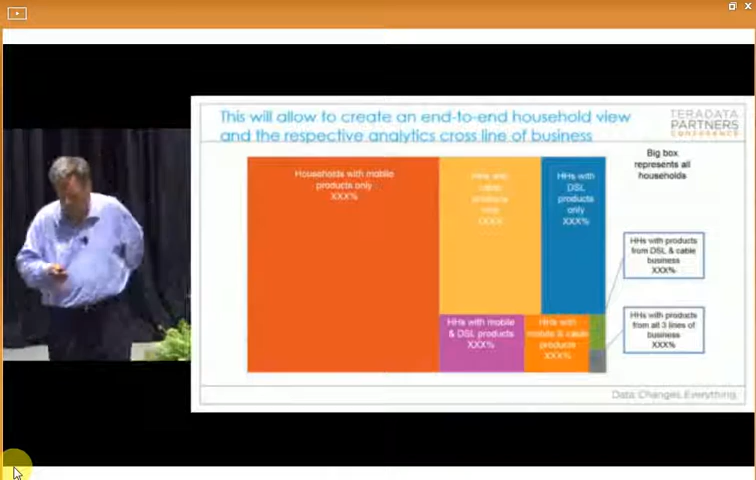 This will allow to create an end-to-end household view
and the respective analytics cross line of business
TERADATA
PARTNERS
CONFERENCE
Big box
represents all
households
Households with mobile
products only
XXX%
HHs with
cable
products
only
XXX%
HHs with
DSL
products
only
XXX%
HHs with products
from DSL & cable
business
XXX%
HHs with mobile
& DSL products
XXX%
HHs with
mobile & cable
products
XXX%
HHs with products
from all 3 lines of
business
XXX%
Data Changes Everything